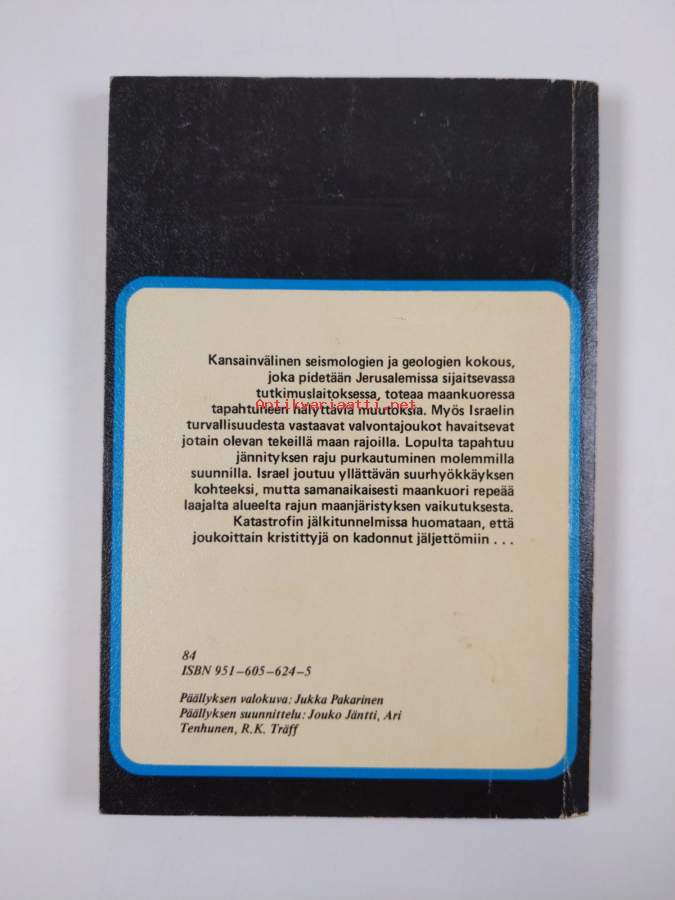 Kansainvälinen seismologien ja geologien kokous,
joka pidetään Jerusalemissa sijaitsevassa
tutkimuslaitoksessa, toteaa maankuoressa
Antikvariaatti.net
tapahtuneen hälyttäviä muutoksia. Myös Israelin
turvallisuudesta vastaavat valvontajoukot havaitsevat
jotain olevan tekeillä maan rajoilla. Lopulta tapahtuu
jännityksen raju purkautuminen molemmilla
suunnilla. Israel joutuu yllättävän suurhyökkäyksen
kohteeksi, mutta samanaikaisesti maankuori repeää
laajalta alueelta rajun maanjäristyksen vaikutuksesta.
Katastrofin jälkitunnelmissa huomataan, että
joukoittain kristittyjä on kadonnut jäljettömiin . . .
84
ISBN 951–605–624–5
Päällyksen valokuva: Jukka Pakarinen
Päällyksen suunnittelu: Jouko Jäntti, Ari
Tenhunen, R.K. Träff